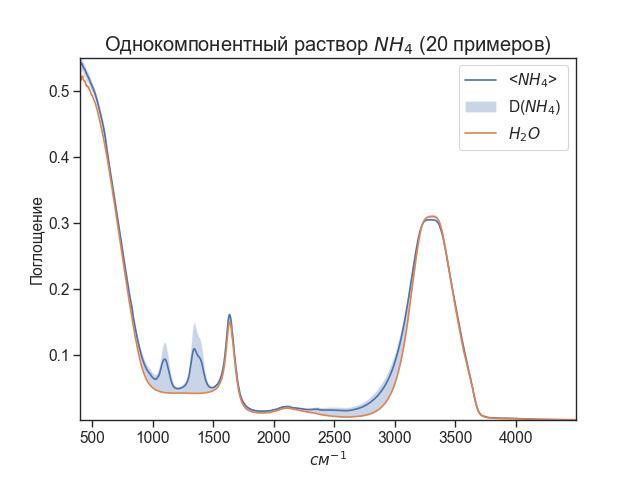 Однокомпонентный раствор NH₄ (20 примеров)
<NH₄>
D(NH₄)
H₂O
Поглощение
0.5
0.4
0.3
0.2
0.1
500 1000 1500 2000 2500 3000 3500 4000
см⁻¹